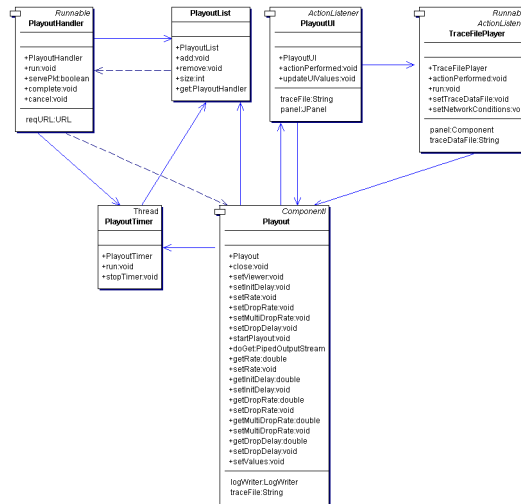 Runnable
PlayoutHandler
+PlayoutHandler
+run:void
+servePkt:boolean
+complete:void
+cancel:void
reqURL:URL
PlayoutList
+PlayoutList
+add:void
+remove:void
+size:int
+get:PlayoutHandler
ActionListener
PlayoutUI
+PlayoutUI
+actionPerformed:void
+updateUIValues:void
traceFile:String
panel:JPanel
Runna
ActionListene
TraceFilePlayer
+TraceFilePlayer
+actionPerformed:void
+run:void
+setTraceDataFile:void
+setNetworkConditions:vo
panel:Component
traceDataFile:String
Thread
PlayoutTimer
+PlayoutTimer
+run:void
+stopTimer:void
ComponentI
Playout
+Playout
+close:void
+setViewer:void
+setInitDelay:void
+setRate:void
+setDropRate:void
+setMultiDropRate:void
+setDropDelay:void
+startPlayout:void
+doGet:PipedOutputStream
+getRate:double
+setRate:void
+getInitDelay:double
+setInitDelay:void
+getDropRate:double
+setDropRate:void
+getMultiDropRate:double
+setMultiDropRate:void
+getDropDelay:double
+setDropDelay:void
+setValues:void
logWriter:LogWriter
traceFile:String